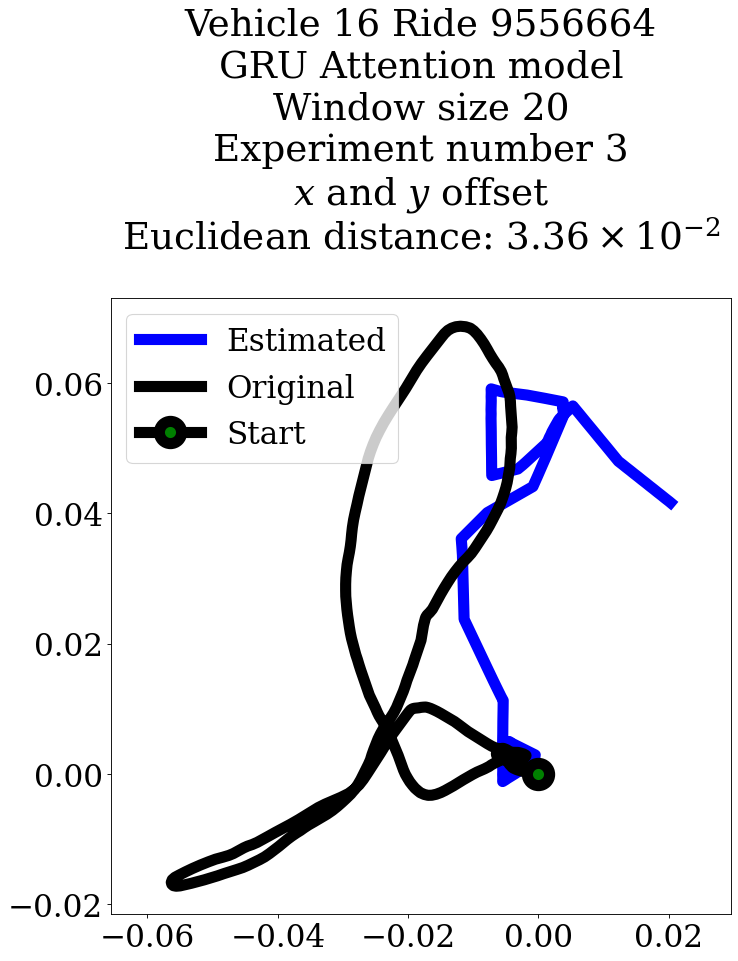 Vehicle 16 Ride 9556664
GRU Attention model
Window size 20
Experiment number 3
x and y offset
Euclidean distance: 3.36 × 10⁻²
Estimated
Original
Start
0.06
0.04
0.02
0.00
−0.02
−0.06 −0.04 −0.02 0.00 0.02